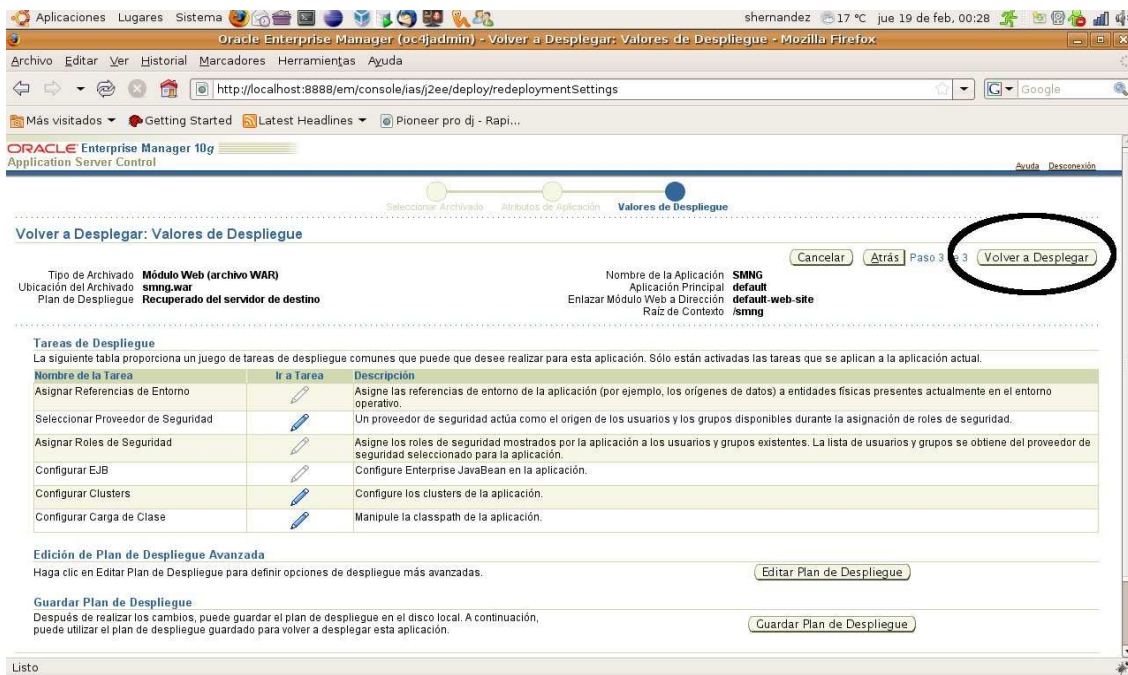 Aplicaciones Lugares Sistema shernandez 17 °C jue 19 de feb, 00:28
Oracle Enterprise Manager (oc4jadmin) - Volver a Desplegar: Valores de Despliegue - Mozilla Firefox
Archivo Editar Ver Historial Marcadores Herramientas Ayuda
http://localhost:8888/em/console/ias/j2ee/deploy/redeploymentSettings Google
Más visitados Getting Started Latest Headlines Pioneer pro dj - Rapi...
ORACLE Enterprise Manager 10g
Application Server Control Ayuda Desconexión
Seleccionar Archivado Atributos de Aplicación Valores de Despliegue
Volver a Desplegar: Valores de Despliegue
Cancelar Atrás Paso 3 de 3 Volver a Desplegar
Tipo de Archivado Módulo Web (archivo WAR) Nombre de la Aplicación SMNG
Ubicación del Archivado smng.war Aplicación Principal default
Plan de Despliegue Recuperado del servidor de destino Enlazar Módulo Web a Dirección default-web-site
Raíz de Contexto /smng
Tareas de Despliegue
La siguiente tabla proporciona un juego de tareas de despliegue comunes que puede que desee realizar para esta aplicación. Sólo están activadas las tareas que se aplican a la aplicación actual.
Nombre de la Tarea Ir a Tarea Descripción
Asignar Referencias de Entorno Asigne las referencias de entorno de la aplicación (por ejemplo, los orígenes de datos) a entidades físicas presentes actualmente en el entorno
operativo.
Seleccionar Proveedor de Seguridad Un proveedor de seguridad actúa como el origen de los usuarios y los grupos disponibles durante la asignación de roles de seguridad.
Asignar Roles de Seguridad Asigne los roles de seguridad mostrados por la aplicación a los usuarios y grupos existentes. La lista de usuarios y grupos se obtiene del proveedor de
seguridad seleccionado para la aplicación.
Configurar EJB Configure Enterprise JavaBean en la aplicación.
Configurar Clusters Configure los clusters de la aplicación.
Configurar Carga de Clase Manipule la classpath de la aplicación.
Edición de Plan de Despliegue Avanzada
Haga clic en Editar Plan de Despliegue para definir opciones de despliegue más avanzadas. Editar Plan de Despliegue
Guardar Plan de Despliegue
Después de realizar los cambios, puede guardar el plan de despliegue en el disco local. A continuación,
puede utilizar el plan de despliegue guardado para volver a desplegar esta aplicación. Guardar Plan de Despliegue
Listo